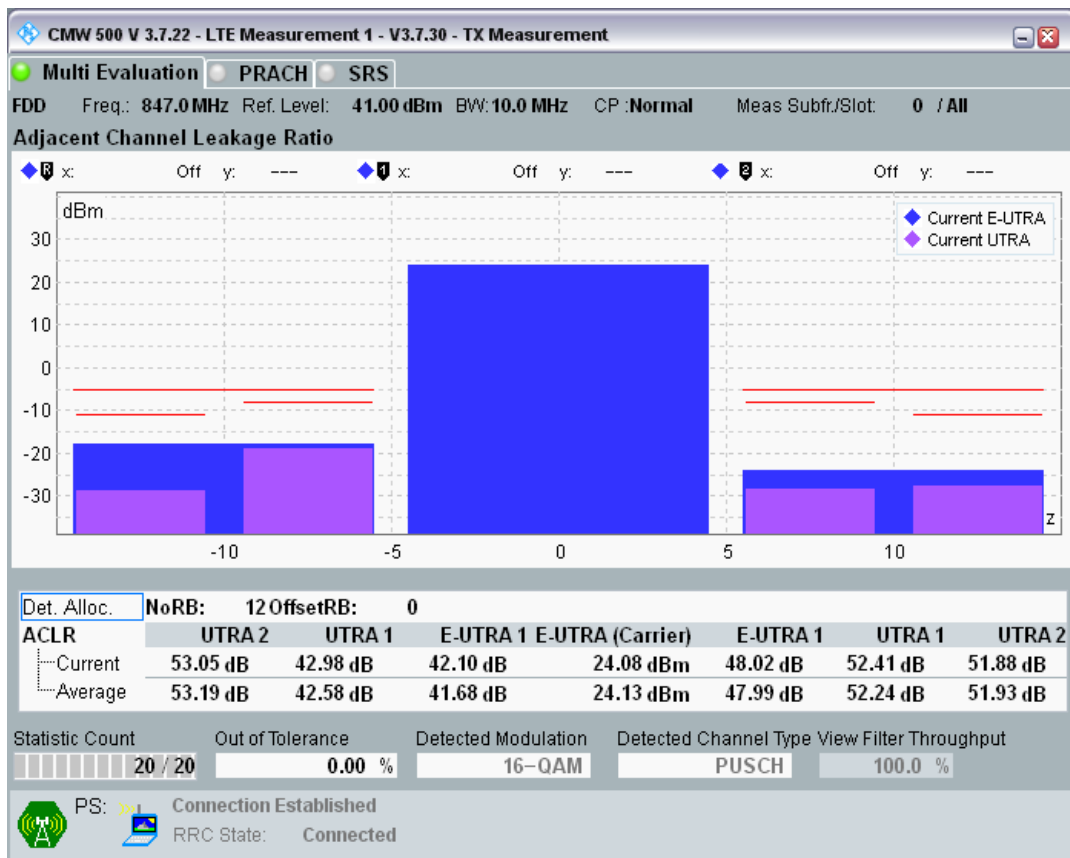 CMW 500 V 3.7.22 - LTE Measurement 1 - V3.7.30 - TX Measurement
Multi Evaluation PRACH SRS
FDD Freq.: 847.0 MHz Ref. Level: 41.00 dBm BW: 10.0 MHz CP :Normal Meas Subfr./Slot: 0 / All
Adjacent Channel Leakage Ratio
R x: Off y: --- 1 x: Off y: --- 2 x: Off y: ---
dBm
Current E-UTRA
Current UTRA
30
20
10
0
-10
-20
-30
z
-10 -5 0 5 10
Det. Alloc. NoRB: 12 OffsetRB: 0
ACLR UTRA 2 UTRA 1 E-UTRA 1 E-UTRA (Carrier) E-UTRA 1 UTRA 1 UTRA 2
Current 53.05 dB 42.98 dB 42.10 dB 24.08 dBm 48.02 dB 52.41 dB 51.88 dB
Average 53.19 dB 42.58 dB 41.68 dB 24.13 dBm 47.99 dB 52.24 dB 51.93 dB
Statistic Count Out of Tolerance Detected Modulation Detected Channel Type View Filter Throughput
20 / 20 0.00 % 16-QAM PUSCH 100.0 %
PS: Connection Established
RRC State: Connected